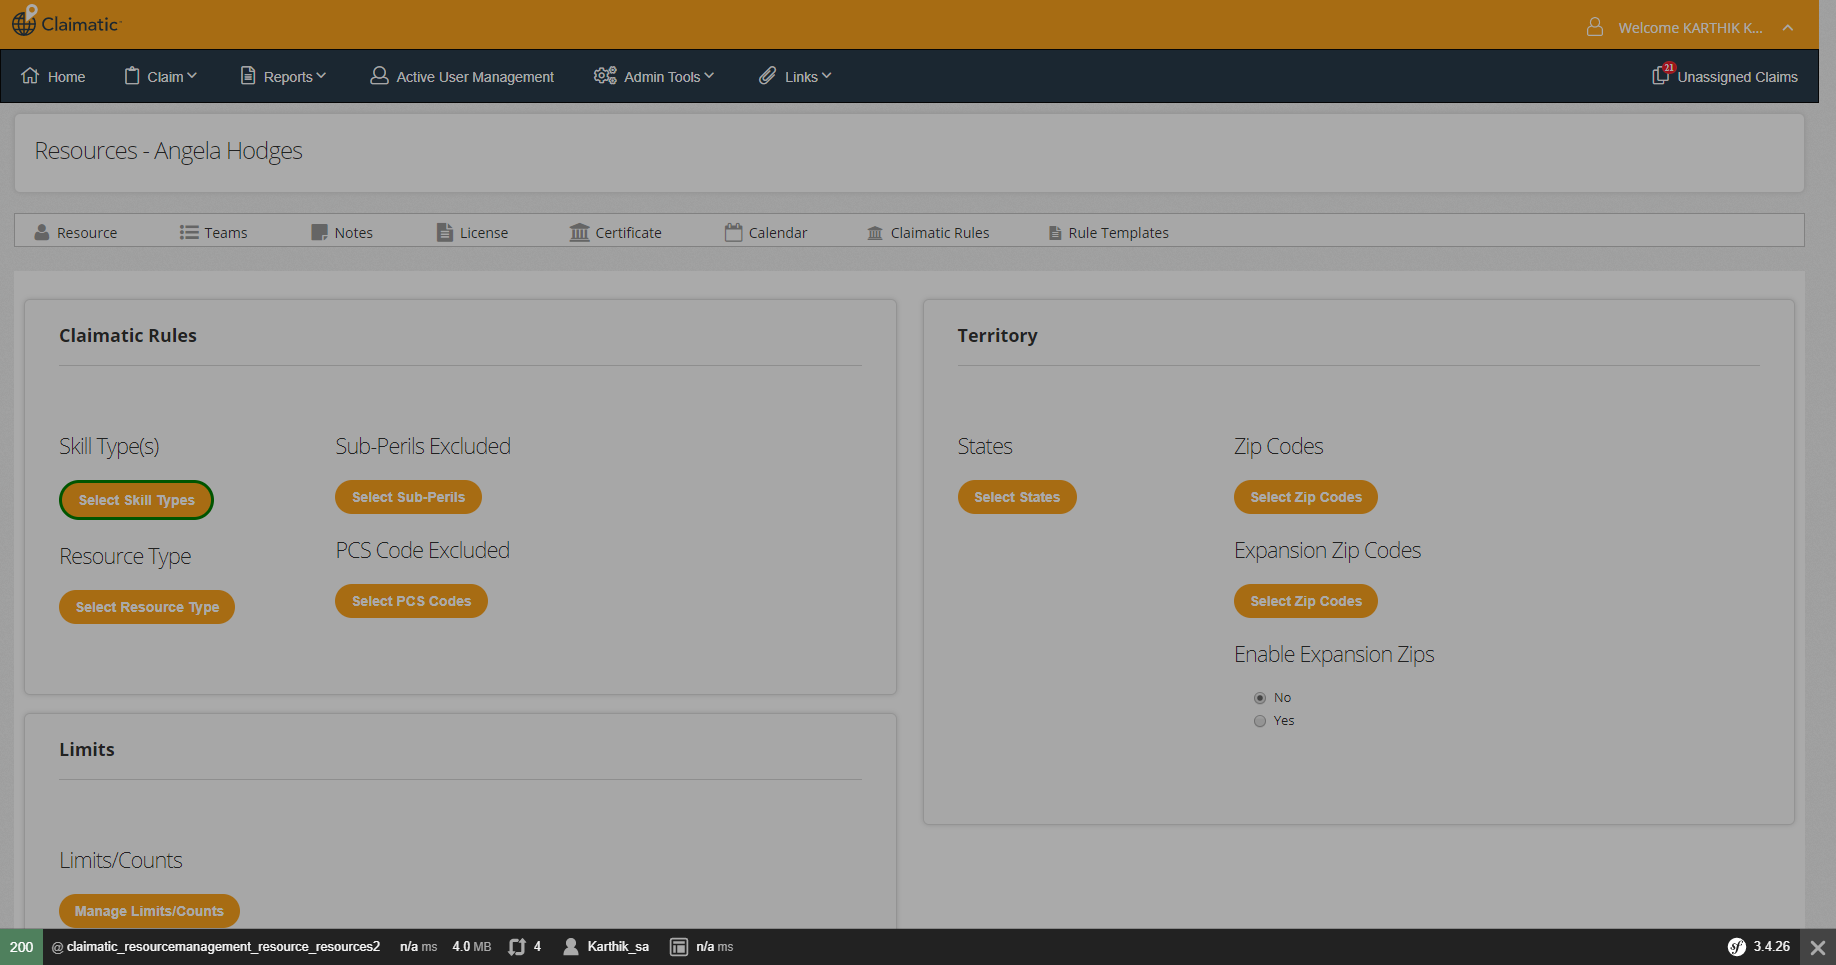 Claimatic
Welcome KARTHIK K...
Home
Claim
Reports
Active User Management
Admin Tools
Links
21
Unassigned Claims
Resources - Angela Hodges
Resource
Teams
Notes
License
Certificate
Calendar
Claimatic Rules
Rule Templates
Claimatic Rules
Skill Type(s)
Select Skill Types
Sub-Perils Excluded
Select Sub-Perils
Resource Type
Select Resource Type
PCS Code Excluded
Select PCS Codes
Territory
States
Select States
Zip Codes
Select Zip Codes
Expansion Zip Codes
Select Zip Codes
Enable Expansion Zips
No
Yes
Limits
Limits/Counts
Manage Limits/Counts
200 @ claimatic_resourcemanagement_resource_resources2 n/a ms 4.0 MB 4 Karthik_sa n/a ms sf 3.4.26